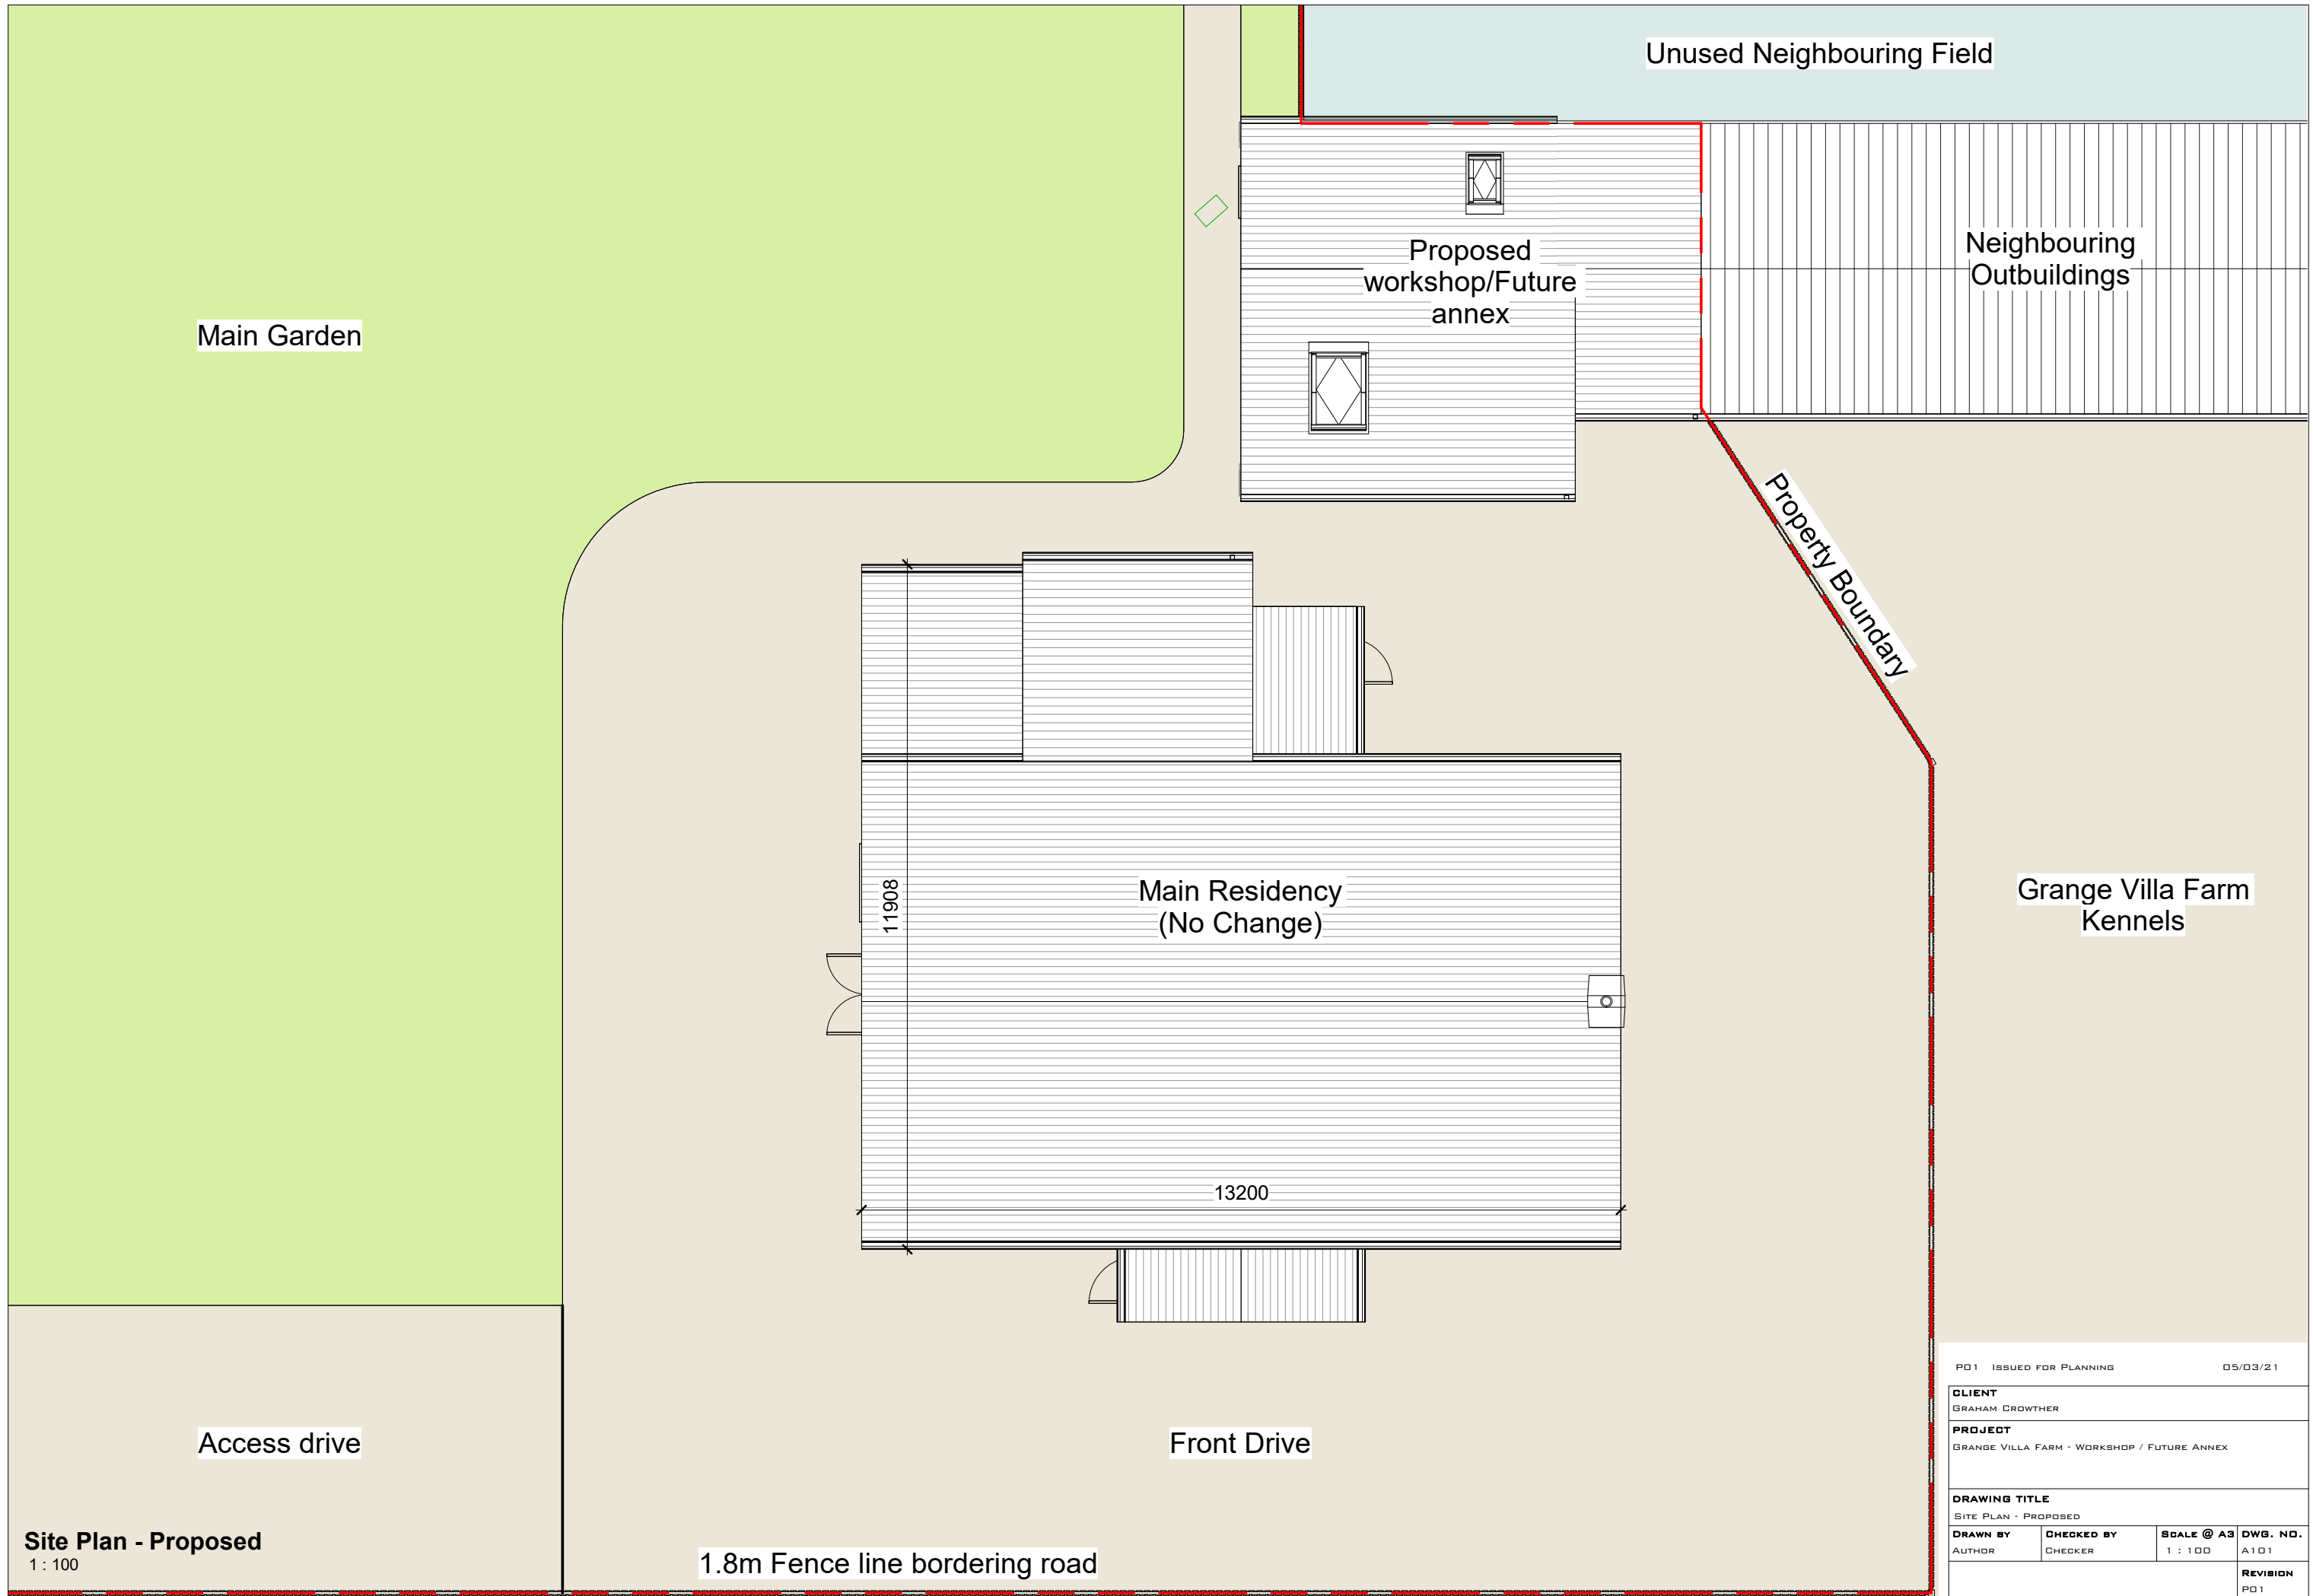 Unused Neighbouring Field
Proposed
workshop/Future
annex
Neighbouring
Outbuildings
Main Garden
Property Boundary
11908
Main Residency
(No Change)
Grange Villa Farm
Kennels
13200
Access drive
Front Drive
Site Plan - Proposed
1 : 100
1.8m Fence line bordering road
P01 Issued for Planning 05/03/21
CLIENT
Graham Crowther
PROJECT
Grange Villa Farm - Workshop / Future Annex
DRAWING TITLE
Site Plan - Proposed
DRAWN BY CHECKED BY SCALE @ A3 DWG. NO.
Author Checker 1 : 100 A101
REVISION
P01